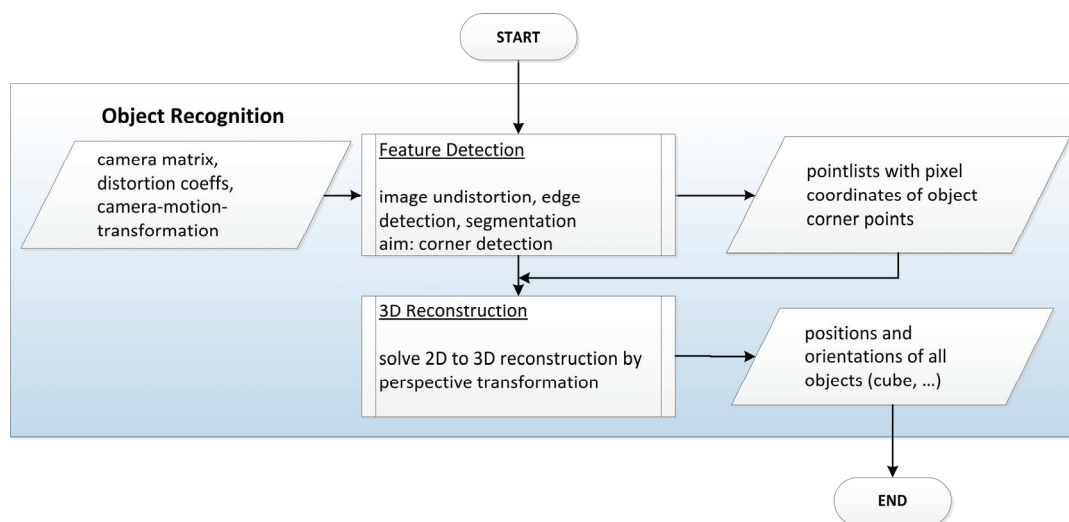 START
Object Recognition
camera matrix,
distortion coeffs,
camera-motion-
transformation
Feature Detection
image undistortion, edge
detection, segmentation
aim: corner detection
pointlists with pixel
coordinates of object
corner points
3D Reconstruction
solve 2D to 3D reconstruction by
perspective transformation
positions and
orientations of all
objects (cube, ...)
END